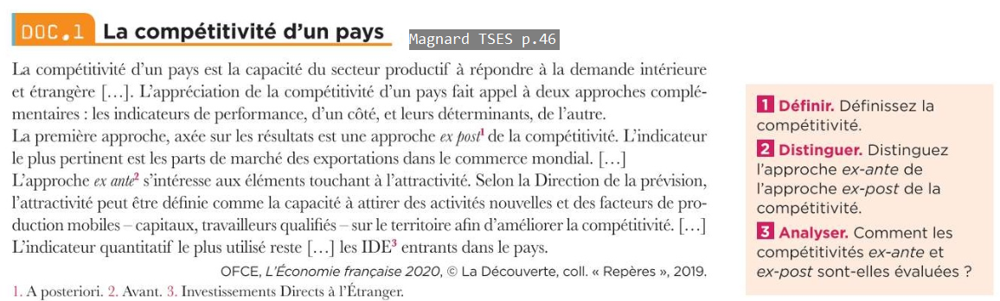 DOC.1 La compétitivité d'un pays
Magnard TSES p.46
La compétitivité d'un pays est la capacité du secteur productif à répondre à la demande intérieure
et étrangère […]. L'appréciation de la compétitivité d'un pays fait appel à deux approches complé-
mentaires : les indicateurs de performance, d'un côté, et leurs déterminants, de l'autre.
La première approche, axée sur les résultats est une approche ex post1 de la compétitivité. L'indicateur
le plus pertinent est les parts de marché des exportations dans le commerce mondial. […]
L'approche ex ante2 s'intéresse aux éléments touchant à l'attractivité. Selon la Direction de la prévision,
l'attractivité peut être définie comme la capacité à attirer des activités nouvelles et des facteurs de pro-
duction mobiles – capitaux, travailleurs qualifiés – sur le territoire afin d'améliorer la compétitivité. […]
L'indicateur quantitatif le plus utilisé reste […] les IDE3 entrants dans le pays.
OFCE, L'Économie française 2020, © La Découverte, coll. « Repères », 2019.
1. A posteriori. 2. Avant. 3. Investissements Directs à l'Étranger.
1 Définir. Définissez la
compétitivité.
2 Distinguer. Distinguez
l'approche ex-ante de
l'approche ex-post de la
compétitivité.
3 Analyser. Comment les
compétitivités ex-ante et
ex-post sont-elles évaluées ?